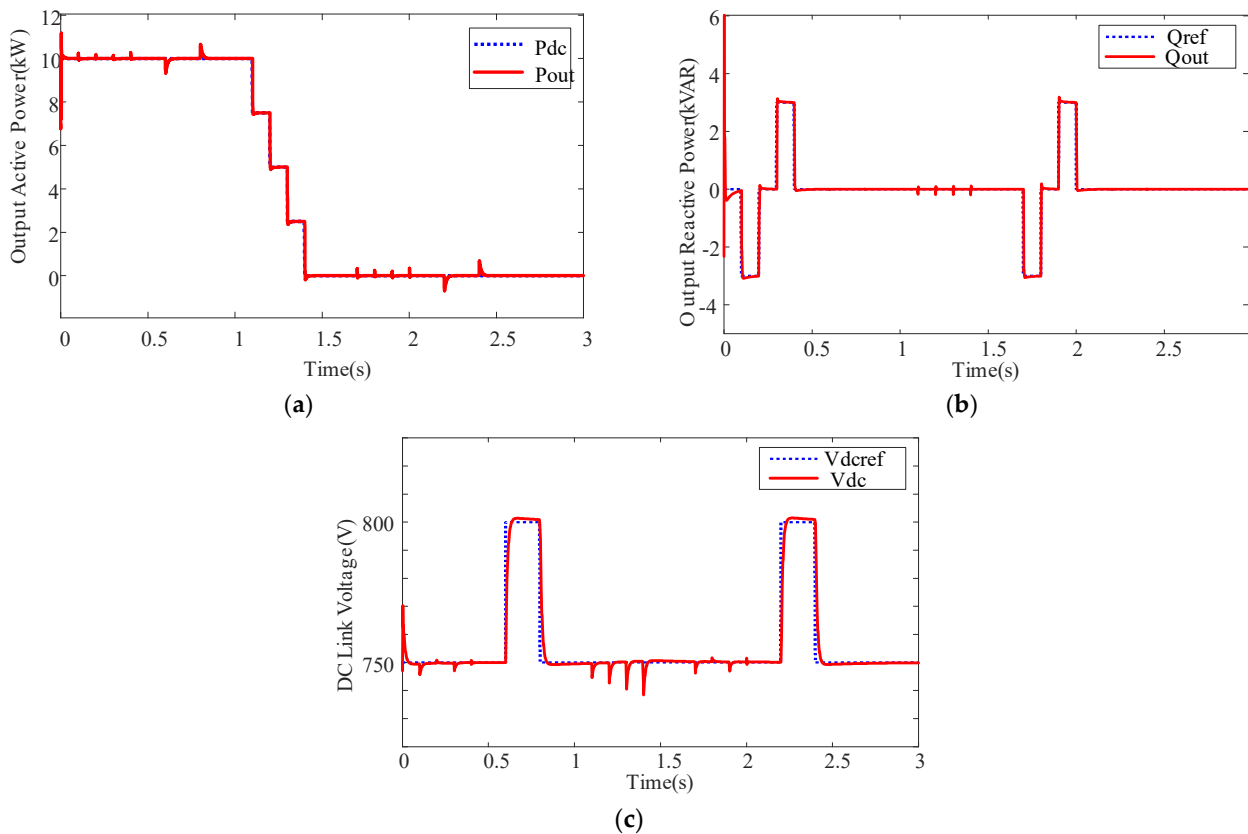 12
10
8
6
4
2
0
Output Active Power(kW)
Pdc
Pout
0 0.5 1 1.5 2 2.5 3
Time(s)
(a)
6
4
2
0
-2
-4
Output Reactive Power(kVAR)
Qref
Qout
0 0.5 1 1.5 2 2.5
Time(s)
(b)
800
750
DC Link Voltage(V)
Vdcref
Vdc
0 0.5 1 1.5 2 2.5 3
Time(s)
(c)